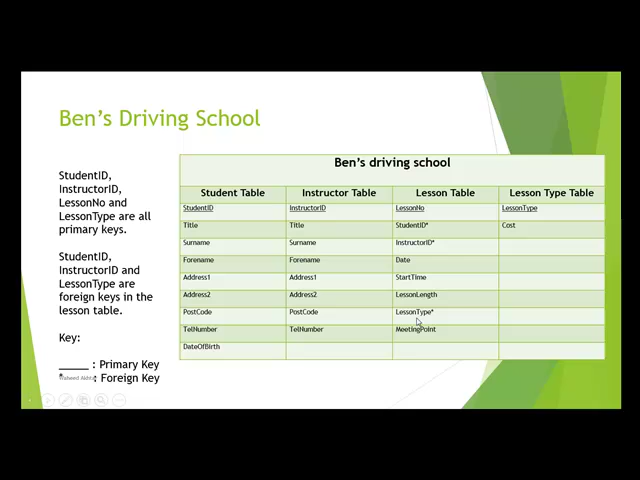 Ben's Driving School
StudentID,
InstructorID,
LessonNo and
LessonType are all
primary keys.
StudentID,
InstructorID and
LessonType are
foreign keys in the
lesson table.
Key:
_____ : Primary Key
* : Foreign Key
Ben's driving school
Student Table Instructor Table Lesson Table Lesson Type Table
StudentID InstructorID LessonNo LessonType
Title Title StudentID* Cost
Surname Surname InstructorID*
Forename Forename Date
Address1 Address1 StartTime
Address2 Address2 LessonLength
PostCode PostCode LessonType*
TelNumber TelNumber MeetingPoint
DateOfBirth